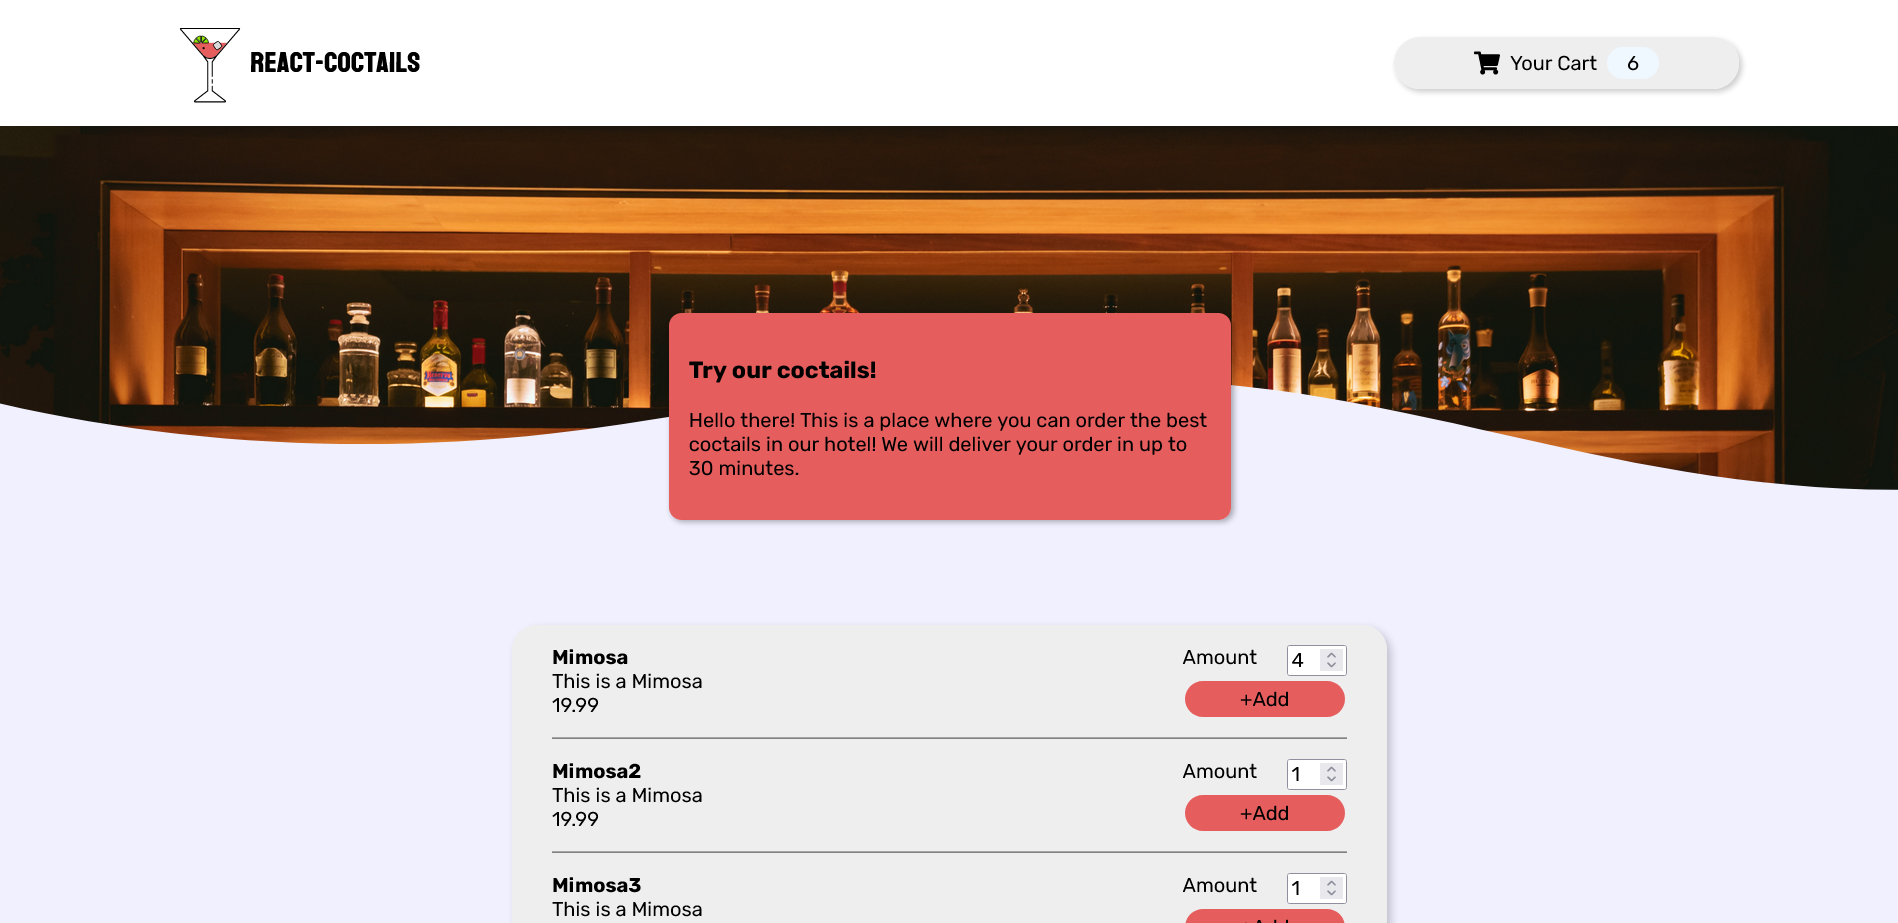 REACT-COCTAILS
Your Cart 6
Try our coctails!
Hello there! This is a place where you can order the best
coctails in our hotel! We will deliver your order in up to
30 minutes.
Mimosa
This is a Mimosa
19.99
Amount 4
+Add
Mimosa2
This is a Mimosa
19.99
Amount 1
+Add
Mimosa3
This is a Mimosa
Amount 1